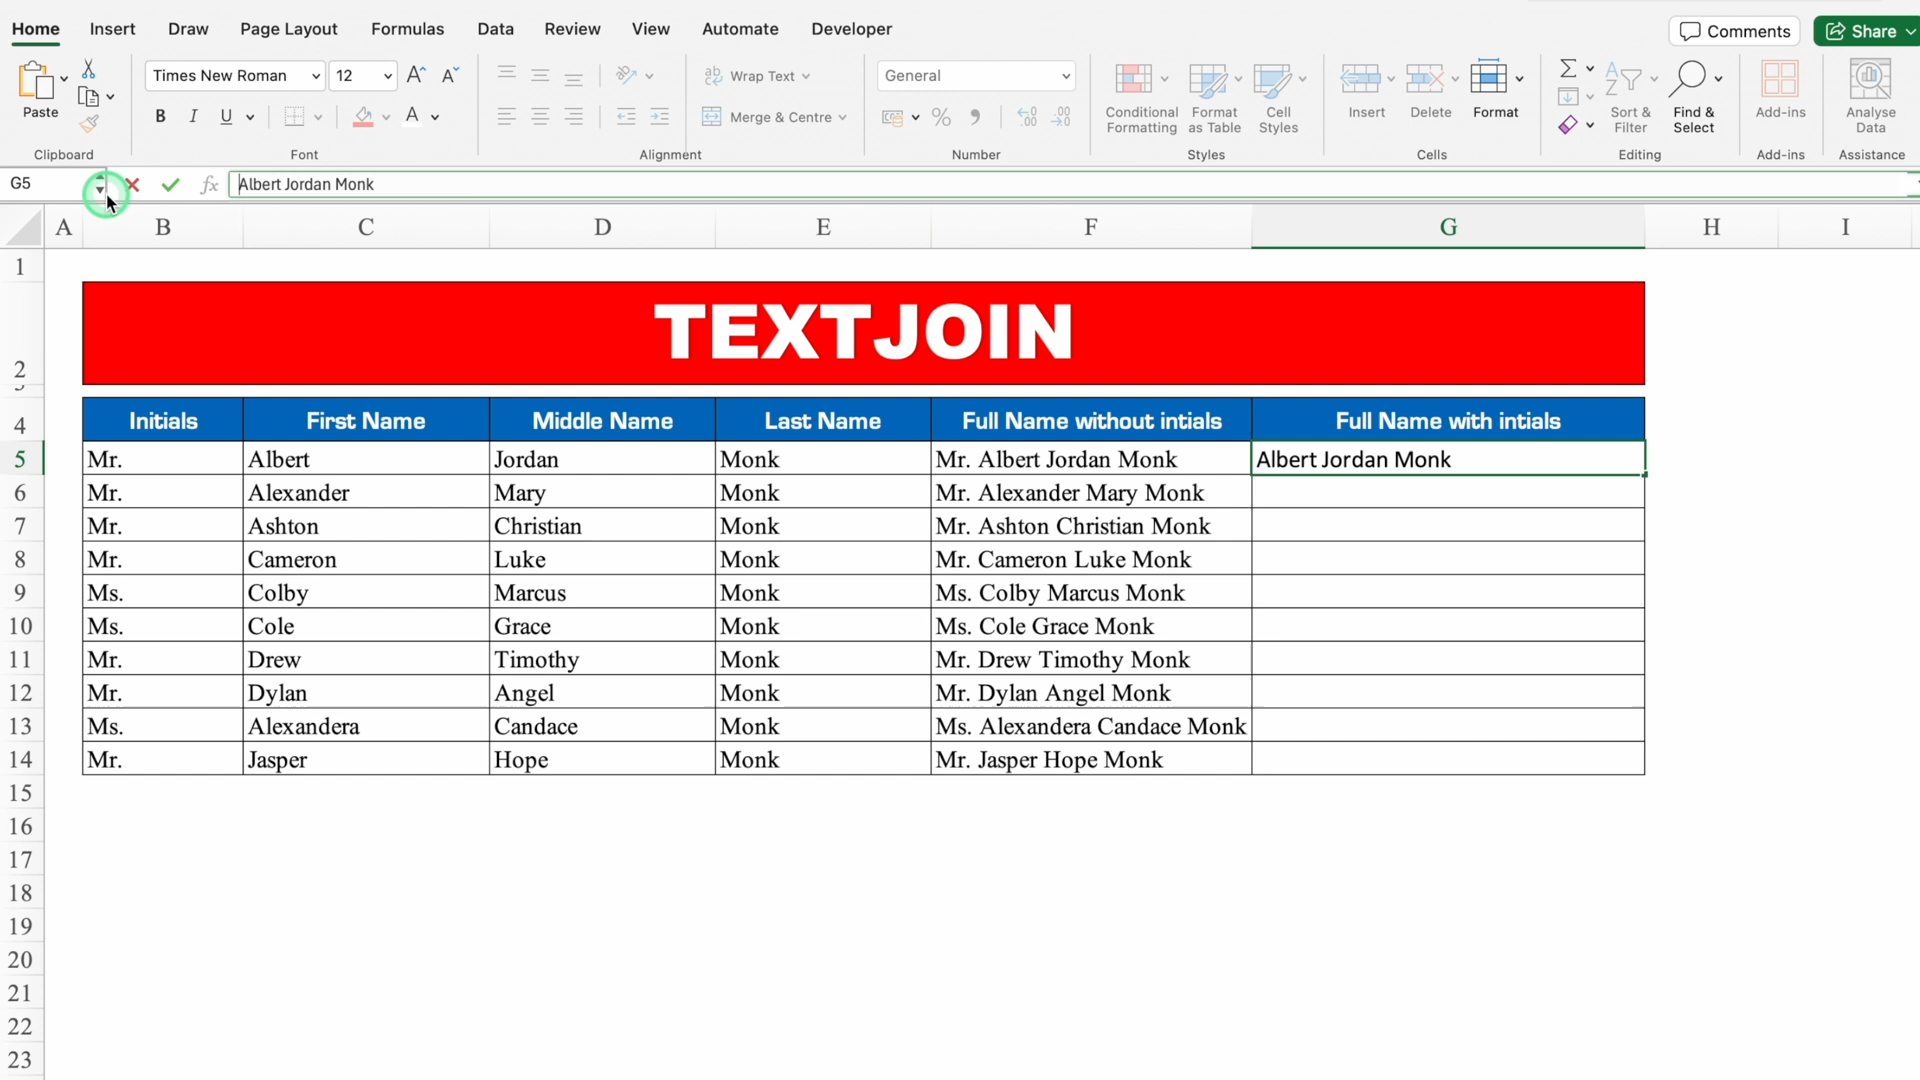 Home Insert Draw Page Layout Formulas Data Review View Automate Developer Comments Share
Times New Roman 12 Wrap Text General
Paste B I U Merge & Centre % Conditional Formatting Format as Table Cell Styles Insert Delete Format Sort & Filter Find & Select Add-ins Analyse Data
Clipboard Font Alignment Number Styles Cells Editing Add-ins Assistance
G5 fx Albert Jordan Monk
A B C D E F G H I
1
TEXTJOIN
2
3
4 Initials First Name Middle Name Last Name Full Name without intials Full Name with intials
5 Mr. Albert Jordan Monk Mr. Albert Jordan Monk Albert Jordan Monk
6 Mr. Alexander Mary Monk Mr. Alexander Mary Monk
7 Mr. Ashton Christian Monk Mr. Ashton Christian Monk
8 Mr. Cameron Luke Monk Mr. Cameron Luke Monk
9 Ms. Colby Marcus Monk Ms. Colby Marcus Monk
10 Ms. Cole Grace Monk Ms. Cole Grace Monk
11 Mr. Drew Timothy Monk Mr. Drew Timothy Monk
12 Mr. Dylan Angel Monk Mr. Dylan Angel Monk
13 Ms. Alexandera Candace Monk Ms. Alexandera Candace Monk
14 Mr. Jasper Hope Monk Mr. Jasper Hope Monk
15
16
17
18
19
20
21
22
23